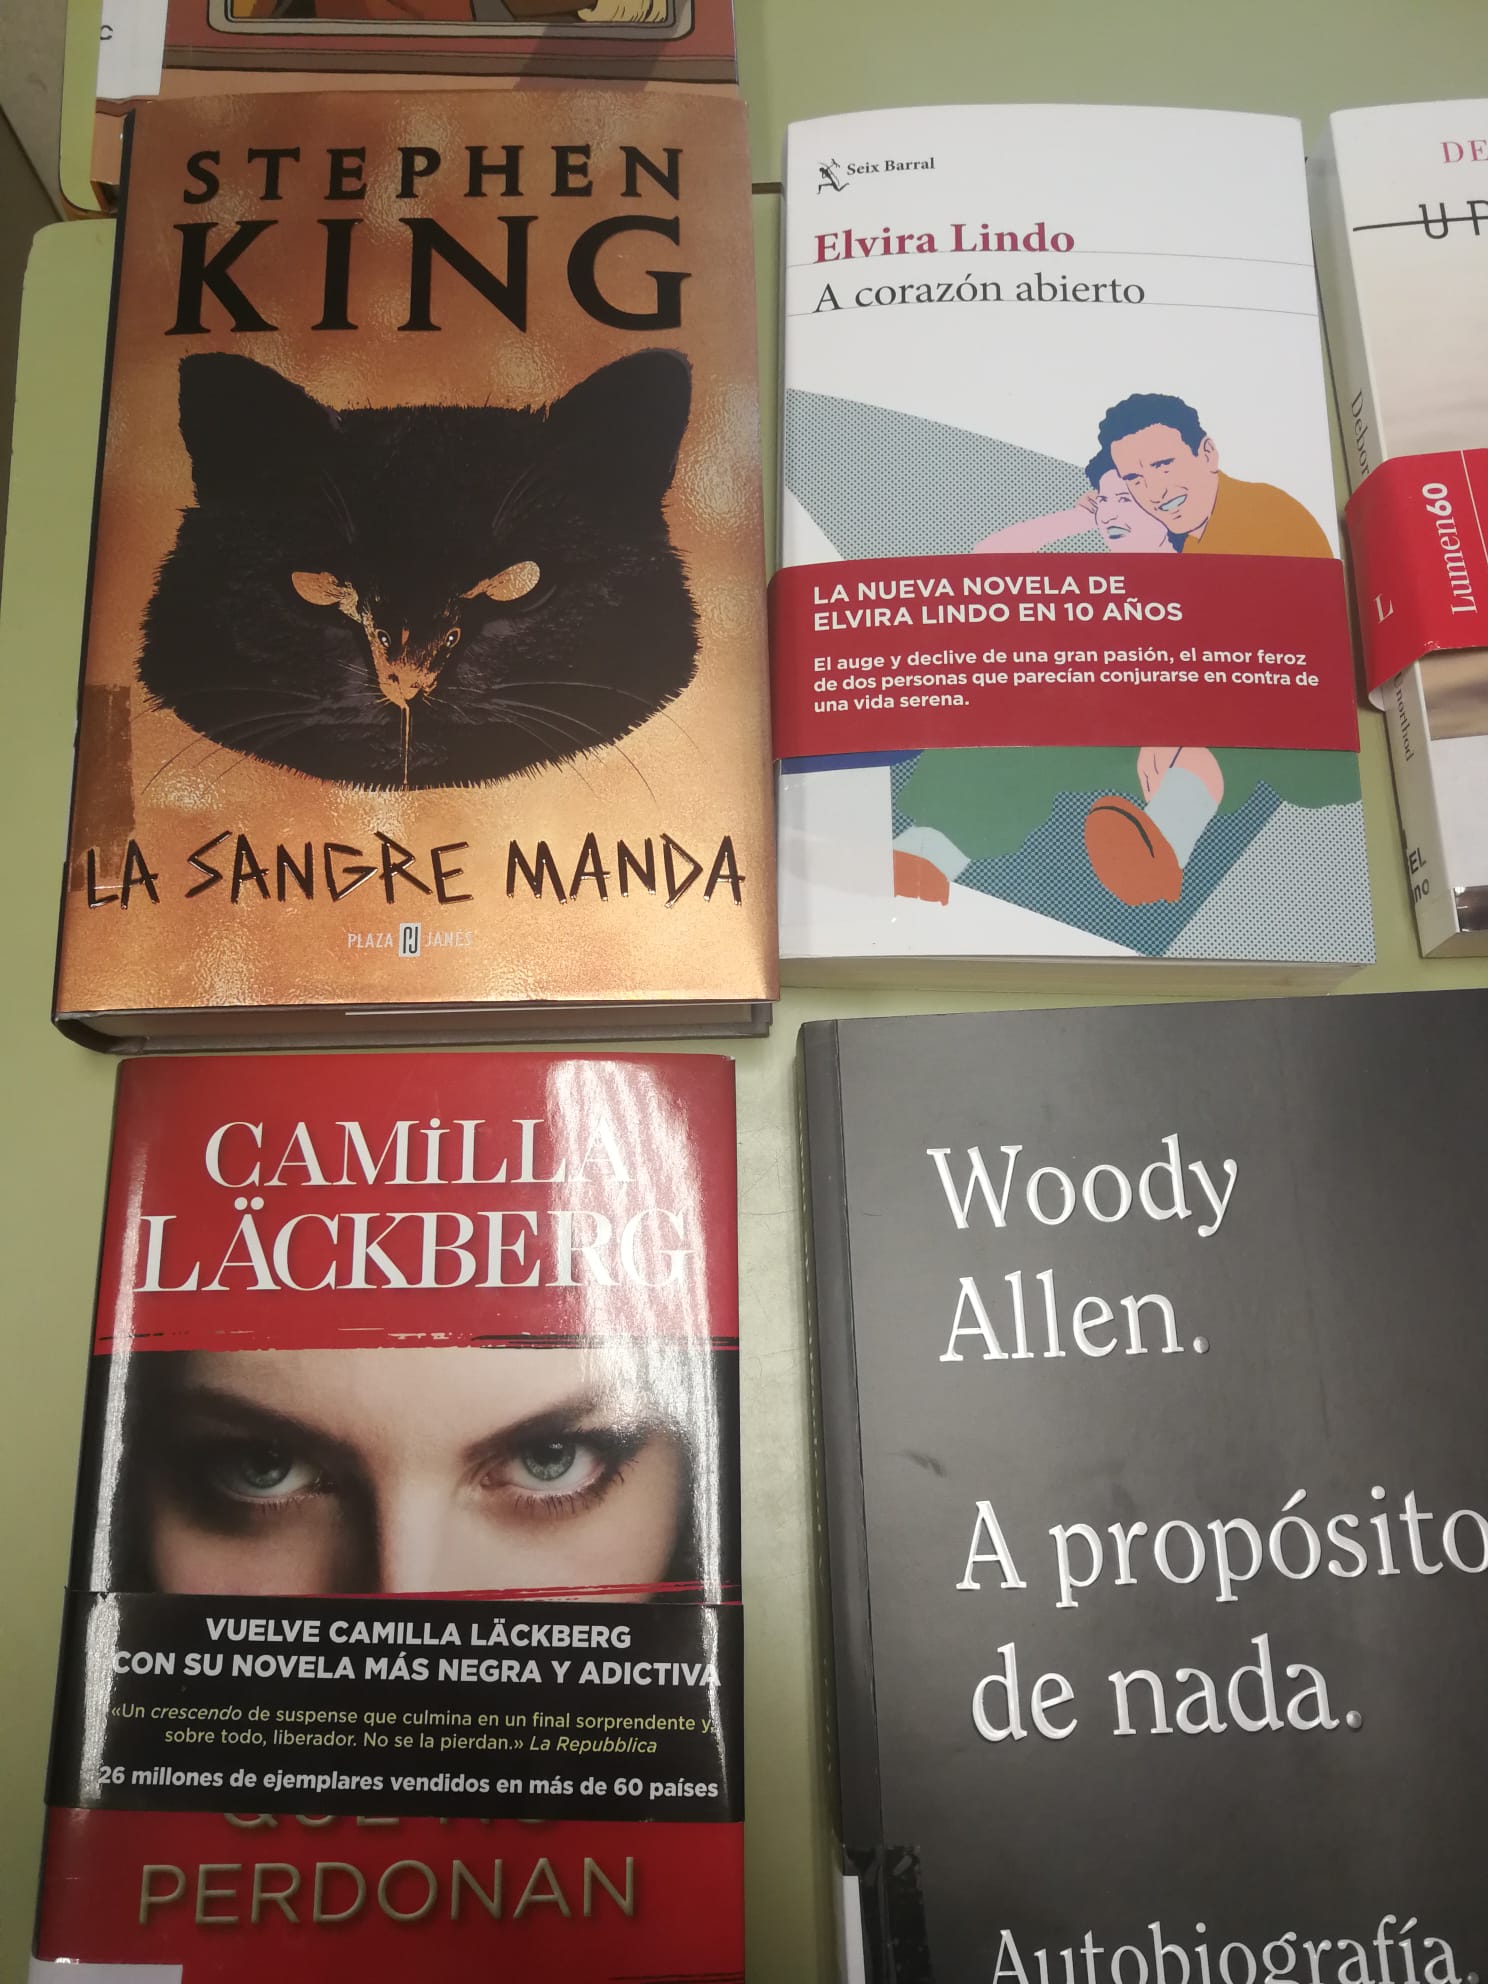 C
STEPHEN
KING
LA SANGRE MANDA
PLAZA JANÉS
Seix Barral
Elvira Lindo
A corazón abierto
LA NUEVA NOVELA DE
ELVIRA LINDO EN 10 AÑOS
El auge y declive de una gran pasión, el amor feroz
de dos personas que parecían conjurarse en contra de
una vida serena.
DE
Lumen60
L
CAMiLLA
LÄCKBERG
VUELVE CAMILLA LÄCKBERG
CON SU NOVELA MÁS NEGRA Y ADICTIVA
«Un crescendo de suspense que culmina en un final sorprendente y,
sobre todo, liberador. No se la pierdan.» La Repubblica
26 millones de ejemplares vendidos en más de 60 países
QUE NO
PERDONAN
Woody
Allen.
A propósito
de nada.
Autobiografía.